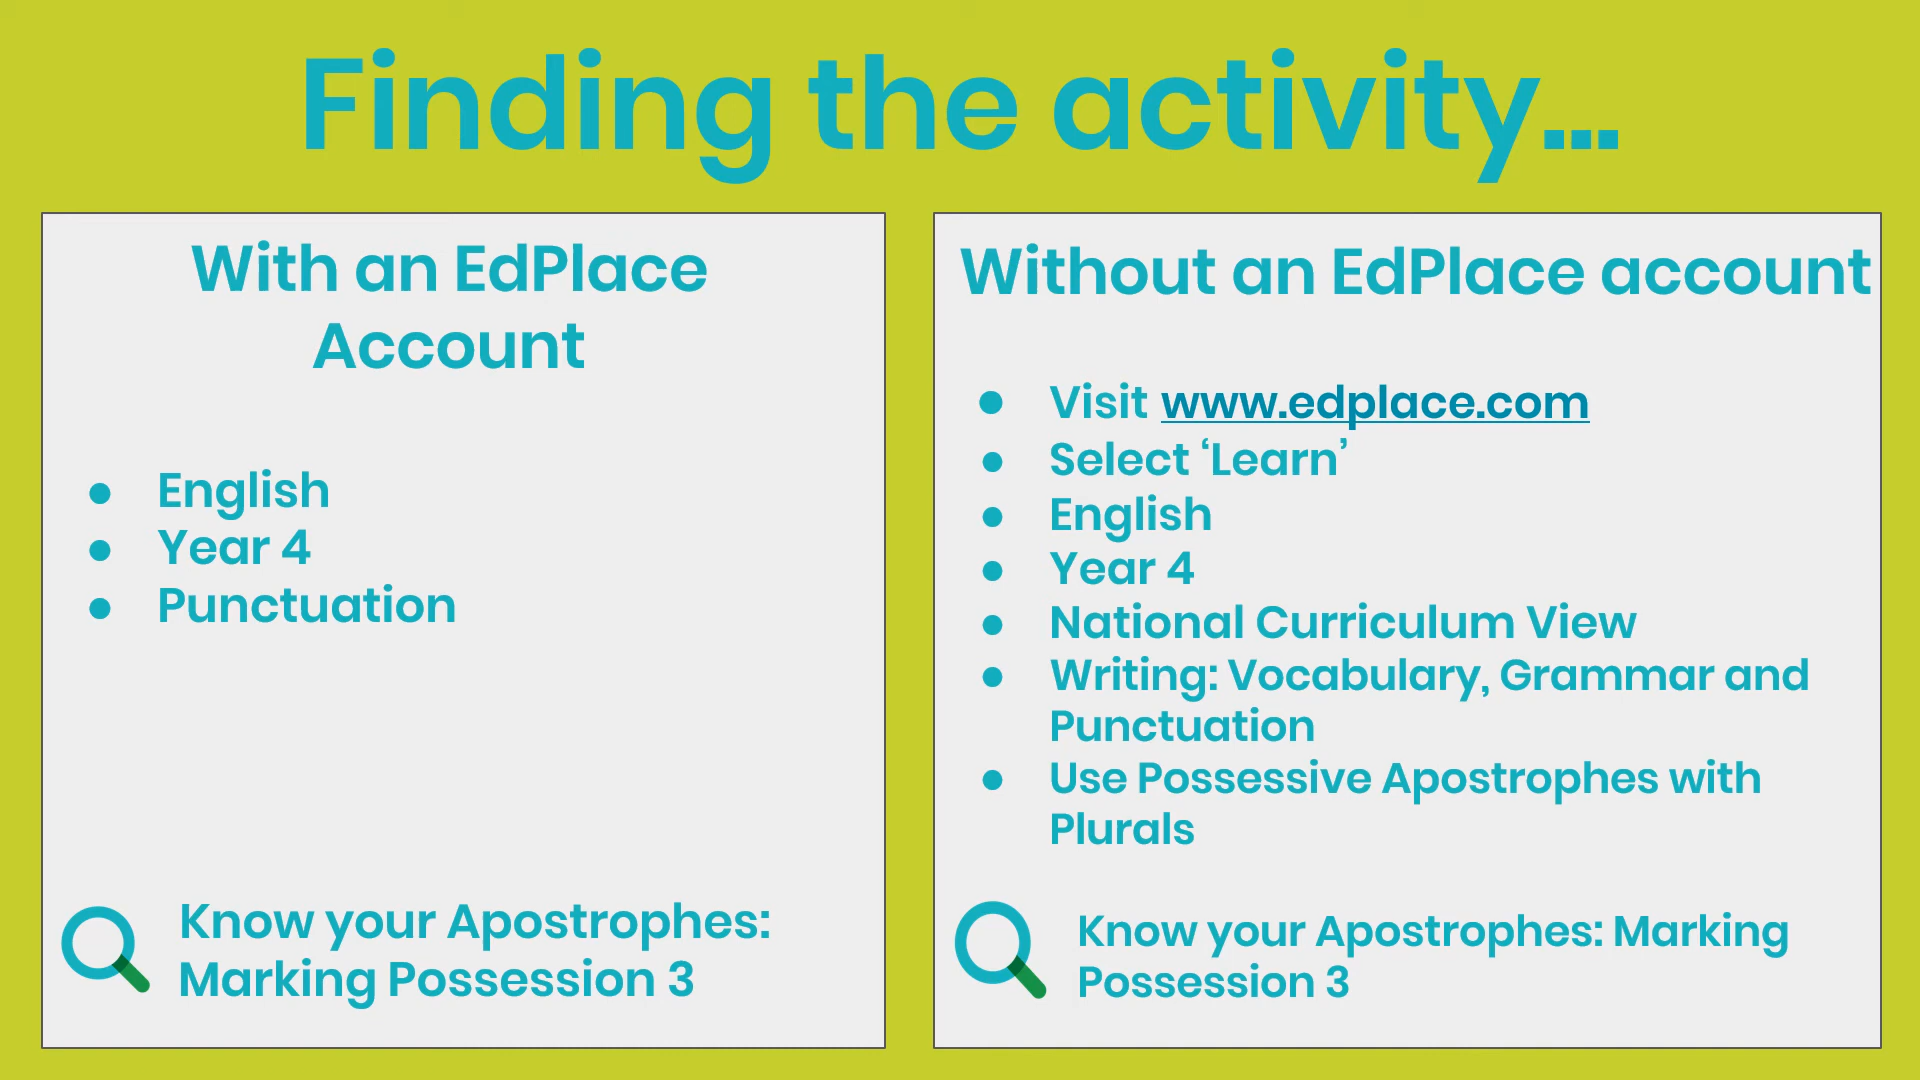 Finding the activity...
With an EdPlace
Account
● English
● Year 4
● Punctuation
Know your Apostrophes:
Marking Possession 3
Without an EdPlace account
● Visit www.edplace.com
● Select ‘Learn’
● English
● Year 4
● National Curriculum View
● Writing: Vocabulary, Grammar and
Punctuation
● Use Possessive Apostrophes with
Plurals
Know your Apostrophes: Marking
Possession 3